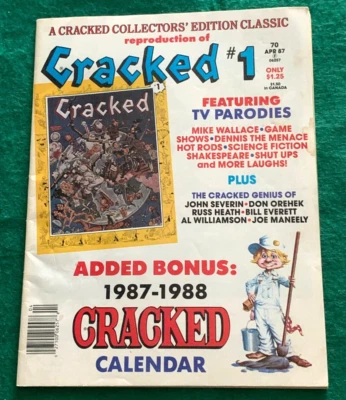 A CRACKED COLLECTORS' EDITION CLASSIC
reproduction of
Cracked #1
70
APR 87
ONLY
$1.25
IN CANADA
Cracked
1
FEATURING
TV PARODIES
MIKE WALLACE•GAME
SHOWS•DENNIS THE MENACE
HOT RODS•SCIENCE FICTION
SHAKESPEARE•SHUT UPS
and MORE LAUGHS!
PLUS
THE CRACKED GENIUS OF
JOHN SEVERIN•DON OREHEK
RUSS HEATH•BILL EVERETT
AL WILLIAMSON•JOE MANEELY
ADDED BONUS:
1987-1988
CRACKED
CALENDAR